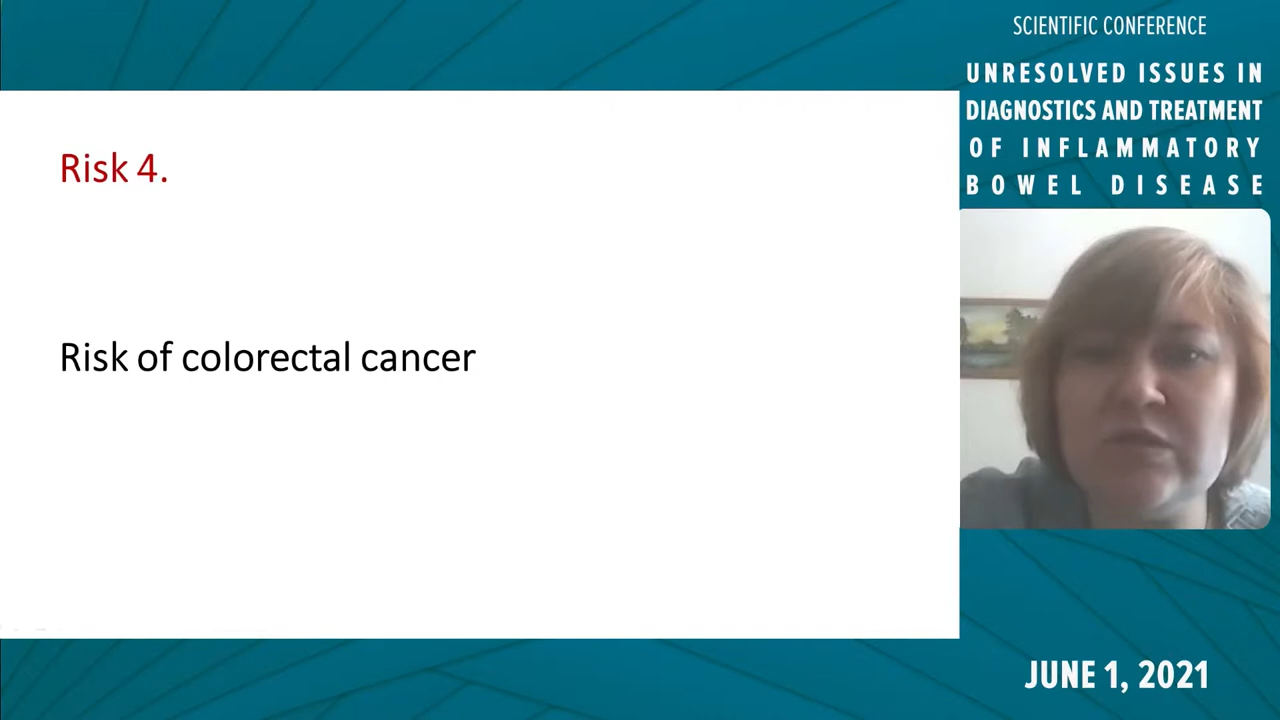 Risk 4.
Risk of colorectal cancer
SCIENTIFIC CONFERENCE
UNRESOLVED ISSUES IN
DIAGNOSTICS AND TREATMENT
OF INFLAMMATORY
BOWEL DISEASE
JUNE 1, 2021